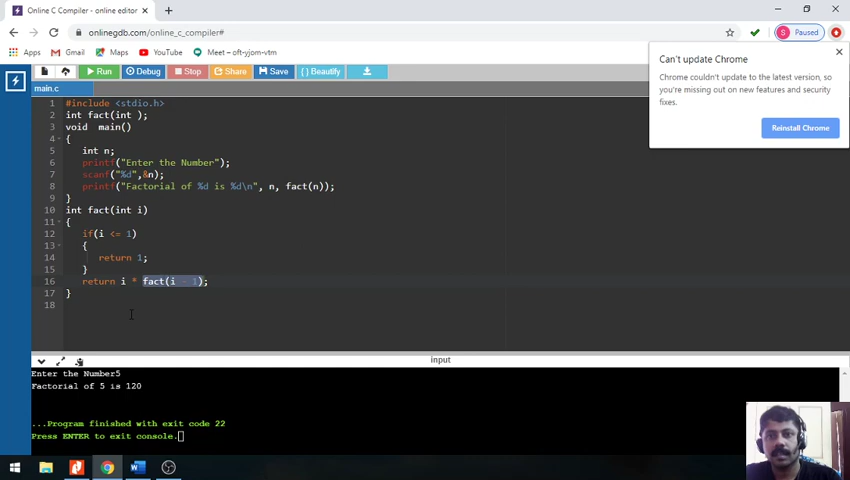 Online C Compiler - online editor
onlinegdb.com/online_c_compiler#
S Paused
Apps Gmail Maps YouTube Meet – oft-yjom-vtm
Can't update Chrome
Chrome couldn't update to the latest version, so
you're missing out on new features and security
fixes.
Reinstall Chrome
Run Debug Stop Share Save { } Beautify
main.c
1 #include <stdio.h>
2 int fact(int );
3 void main()
4 {
5 int n;
6 printf("Enter the Number");
7 scanf("%d",&n);
8 printf("Factorial of %d is %d\n", n, fact(n));
9 }
10 int fact(int i)
11 {
12 if(i <= 1)
13 {
14 return 1;
15 }
16 return i * fact(i - 1);
17 }
18
input
Enter the Number5
Factorial of 5 is 120
...Program finished with exit code 22
Press ENTER to exit console.